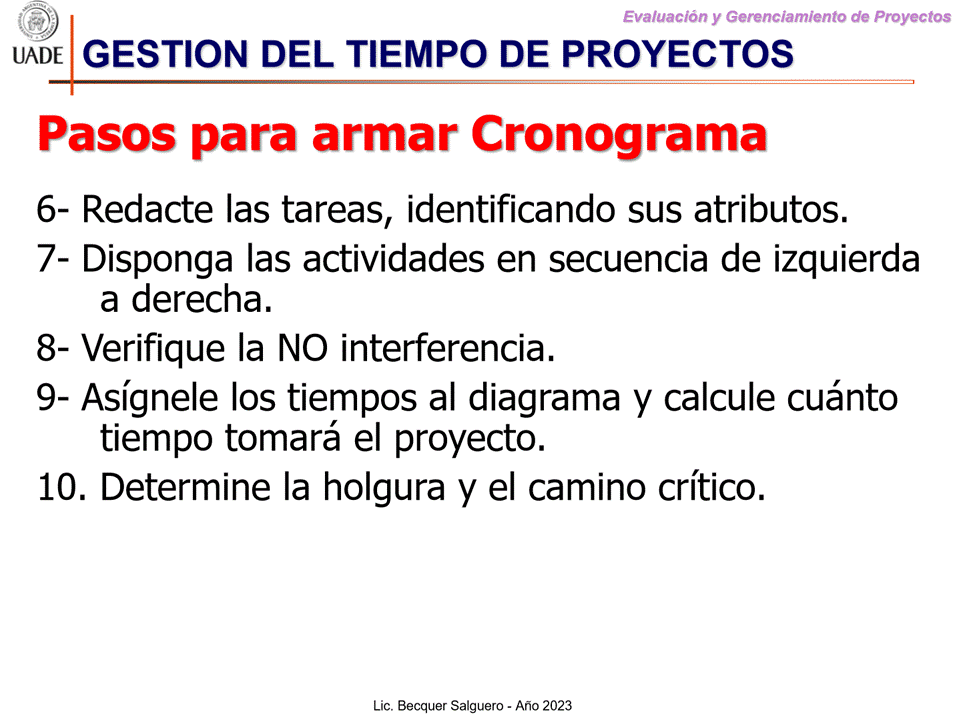 Evaluación y Gerenciamiento de Proyectos
UADE
GESTION DEL TIEMPO DE PROYECTOS
Pasos para armar Cronograma
6- Redacte las tareas, identificando sus atributos.
7- Disponga las actividades en secuencia de izquierda
a derecha.
8- Verifique la NO interferencia.
9- Asígnele los tiempos al diagrama y calcule cuánto
tiempo tomará el proyecto.
10. Determine la holgura y el camino crítico.
Lic. Becquer Salguero - Año 2023